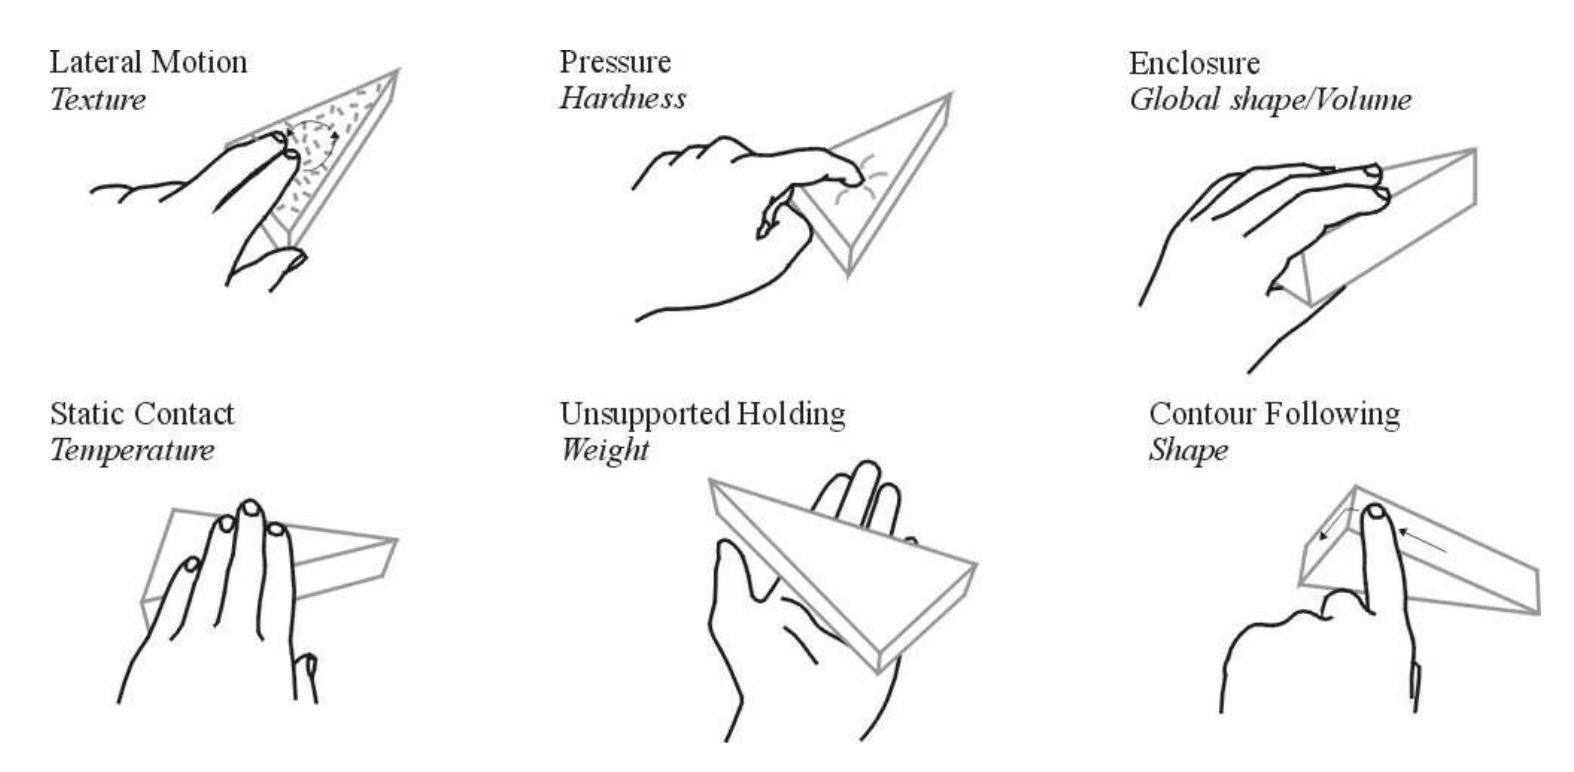 Lateral Motion
Texture
Pressure
Hardness
Enclosure
Global shape/Volume
Static Contact
Temperature
Unsupported Holding
Weight
Contour Following
Shape